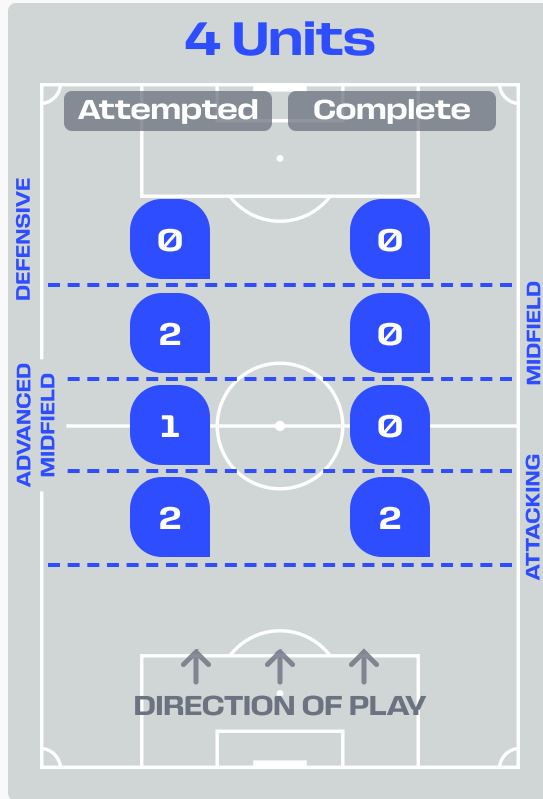 4 Units
Attempted Complete
DEFENSIVE
0 0
MIDFIELD
2 0
ADVANCED
MIDFIELD
1 0
ATTACKING
2 2
DIRECTION OF PLAY